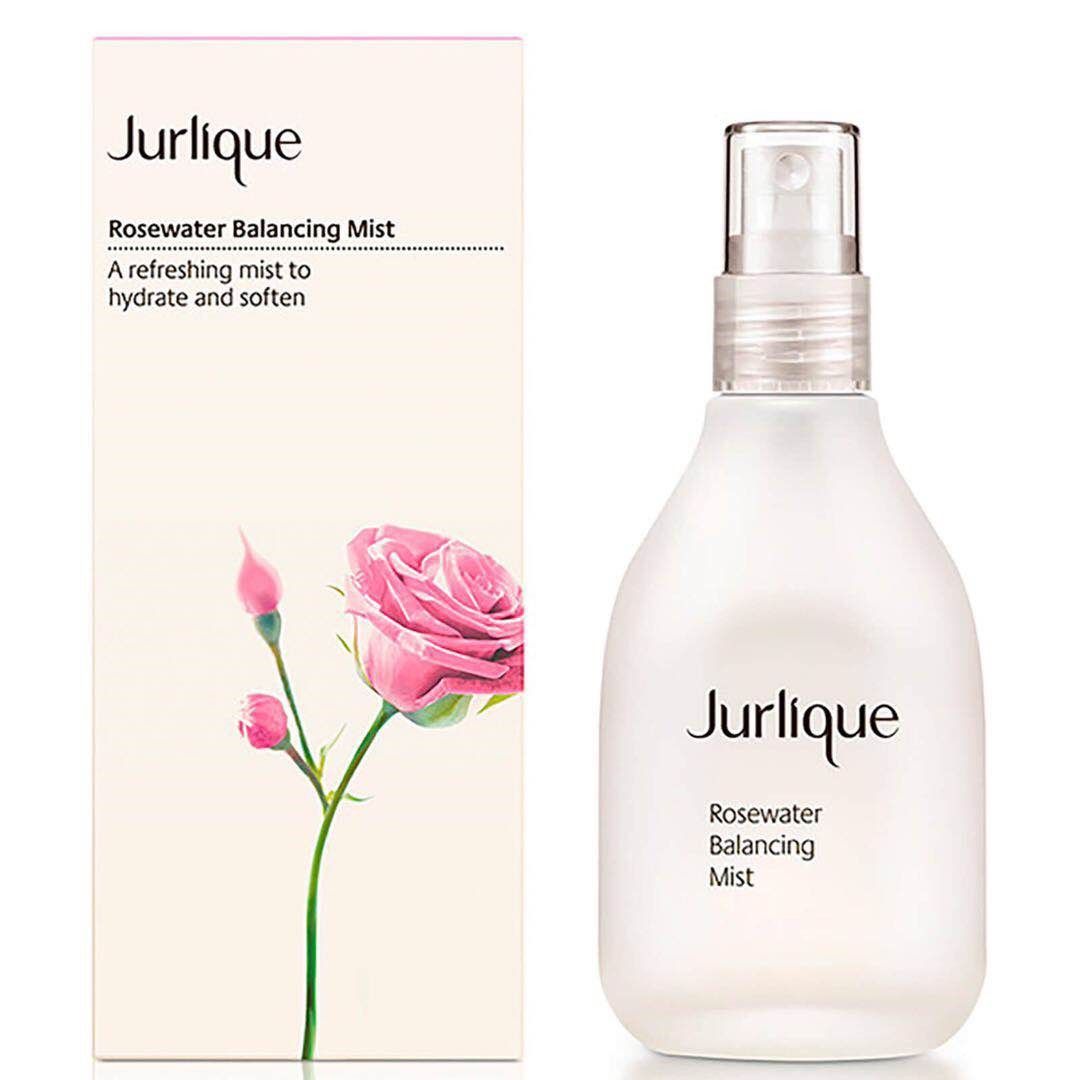 Jurlique
Rosewater Balancing Mist
A refreshing mist to
hydrate and soften
Jurlique
Rosewater
Balancing
Mist